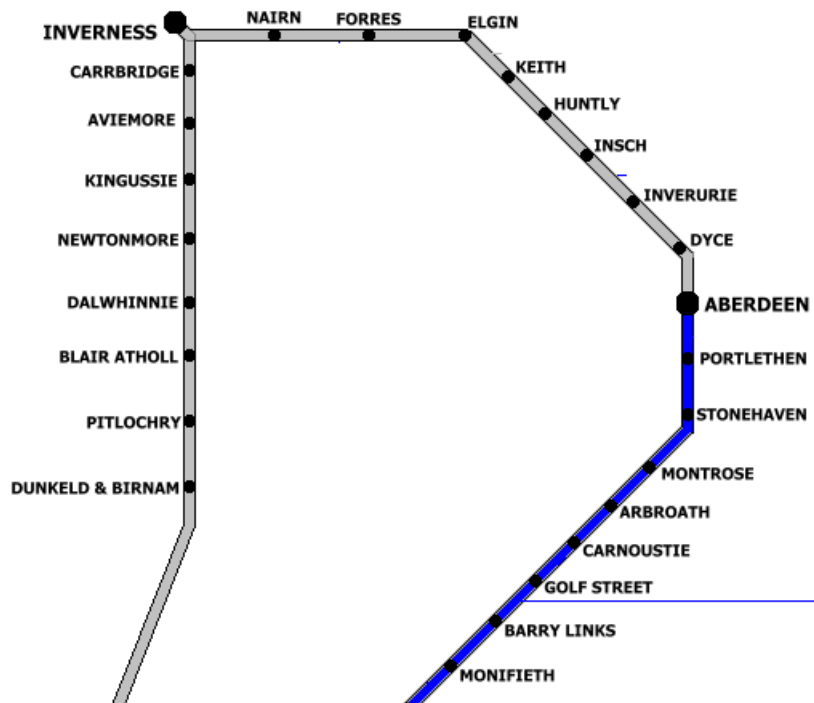 NAIRN
FORRES
ELGIN
INVERNESS
CARRBRIDGE
KEITH
HUNTLY
AVIEMORE
INSCH
KINGUSSIE
INVERURIE
NEWTONMORE
DYCE
DALWHINNIE
ABERDEEN
BLAIR ATHOLL
PORTLETHEN
PITLOCHRY
STONEHAVEN
MONTROSE
DUNKELD & BIRNAM
ARBROATH
CARNOUSTIE
GOLF STREET
BARRY LINKS
MONIFIETH